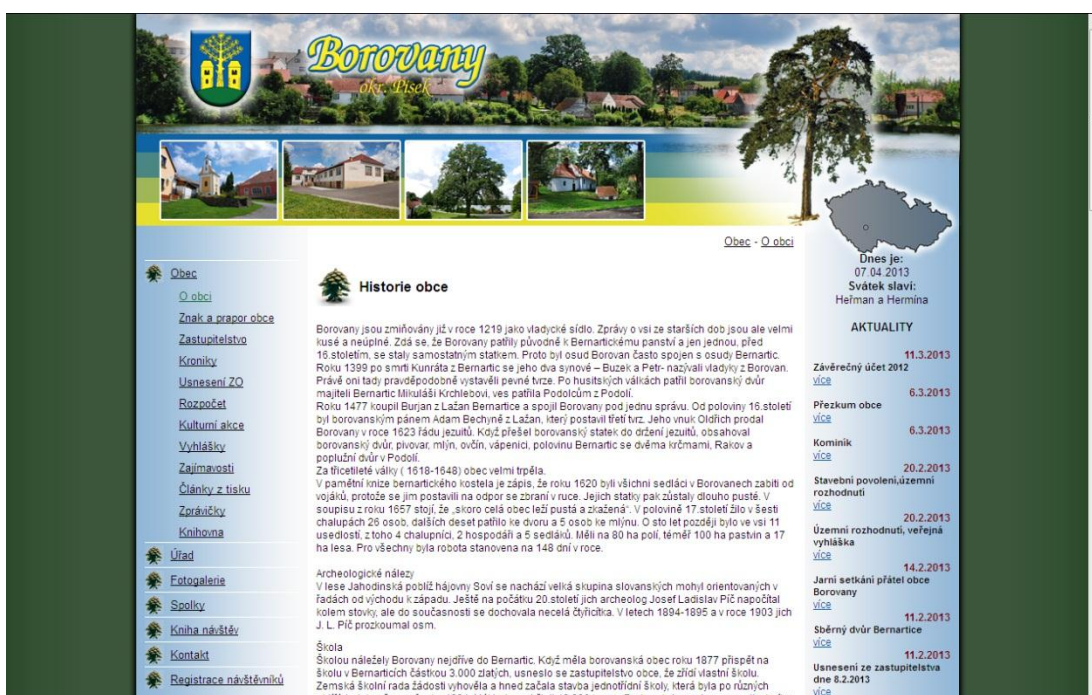 Borovany
okr. Písek
Obec - O obci
Obec
O obci
Znak a prapor obce
Zastupitelstvo
Kroniky
Usnesení ZO
Rozpočet
Kulturní akce
Vyhlášky
Zajímavosti
Články z tisku
Zprávičky
Knihovna
Úřad
Fotogalerie
Spolky
Kniha návštěv
Kontakt
Registrace návštěvníků
Historie obce
Borovany jsou zmiňovány již v roce 1219 jako vladycké sídlo. Zprávy o vsi ze starších dob jsou ale velmi
kusé a neúplné. Zdá se, že Borovany patřily původně k Bernartickému panství a jen jednou, před
16.stoletím, se staly samostatným statkem. Proto byl osud Borovan často spojen s osudy Bernartic.
Roku 1399 po smrti Kunráta z Bernartic se jeho dva synové – Buzek a Petr- nazývali vladyky z Borovan.
Právě oni tady pravděpodobně vystavěli pevné tvrze. Po husitských válkách patřil borovanský dvůr
majiteli Bernartic Mikuláši Krchlebovi, ves patřila Podolcům z Podolí.
Roku 1477 koupil Burjan z Lažan Bernartice a spojil Borovany pod jednu správu. Od poloviny 16.století
byl borovanským pánem Adam Bechyně z Lažan, který postavil třetí tvrz. Jeho vnuk Oldřich prodal
Borovany v roce 1623 řádu jezuitů. Když přešel borovanský statek do držení jezuitů, obsahoval
borovanský dvůr, pivovar, mlýn, ovčín, vápenici, polovinu Bernartic se dvěma krčmami, Rakov a
poplužní dvůr v Podolí.
Za třicetileté války ( 1618-1648) obec velmi trpěla.
V pamětní knize bernartického kostela je zápis, že roku 1620 byli všichni sedláci v Borovanech zabiti od
vojáků, protože se jim postavili na odpor se zbraní v ruce. Jejich statky pak zůstaly dlouho pusté. V
soupisu z roku 1657 stojí, že „skoro celá obec leží pustá a zkažená“. V polovině 17.století žilo v šesti
chalupách 26 osob, dalších deset patřilo ke dvoru a 5 osob ke mlýnu. O sto let později bylo ve vsi 11
usedlostí, z toho 4 chalupníci, 2 hospodáři a 5 sedláků. Měli na 80 ha polí, téměř 100 ha pastvin a 17
ha lesa. Pro všechny byla robota stanovena na 148 dní v roce.
Archeologické nálezy
V lese Jahodinská poblíž hájovny Soví se nachází velká skupina slovanských mohyl orientovaných v
řadách od východu k západu. Ještě na počátku 20.století jich archeolog Josef Ladislav Píč napočítal
kolem stovky, ale do současnosti se dochovala necelá čtyřicítka. V letech 1894-1895 a v roce 1903 jich
J. L. Píč prozkoumal osm.
Škola
Školou náležely Borovany nejdříve do Bernartic. Když měla borovanská obec roku 1877 přispět na
školu v Bernarticích částkou 3.000 zlatých, usneslo se zastupitelstvo obce, že zřídí vlastní školu.
Zemská školní rada žádosti vyhověla a hned začala stavba jednotřídní školy, která byla po různých
Dnes je:
07.04.2013
Svátek slaví:
Heřman a Hermína
AKTUALITY
11.3.2013
Závěrečný účet 2012
více
6.3.2013
Přezkum obce
více
6.3.2013
Kominik
více
20.2.2013
Stavební povolení,územní
rozhodnutí
více
20.2.2013
Územní rozhodnutí, veřejná
vyhláška
více
14.2.2013
Jarní setkání přátel obce
Borovany
více
11.2.2013
Sběrný dvůr Bernartice
více
11.2.2013
Usnesení ze zastupitelstva
dne 8.2.2013
více